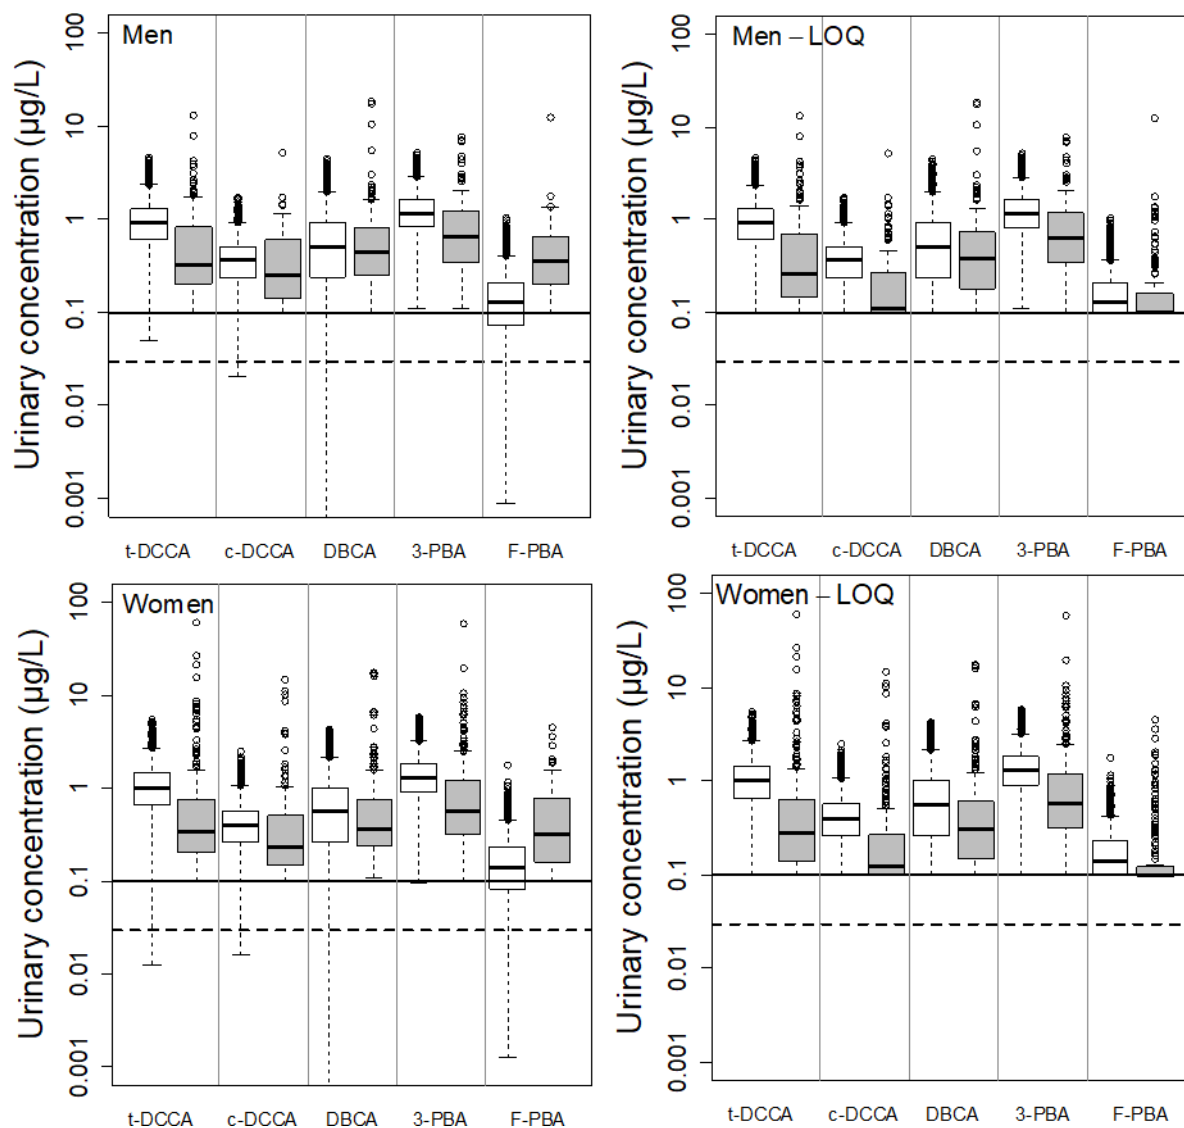 Men
Urinary concentration (µg/L)
100
10
1
0.1
0.01
0.001
t-DCCA c-DCCA DBCA 3-PBA F-PBA
Men – LOQ
Urinary concentration (µg/L)
100
10
1
0.1
0.01
0.001
t-DCCA c-DCCA DBCA 3-PBA F-PBA
Women
Urinary concentration (µg/L)
100
10
1
0.1
0.01
0.001
t-DCCA c-DCCA DBCA 3-PBA F-PBA
Women – LOQ
Urinary concentration (µg/L)
100
10
1
0.1
0.01
0.001
t-DCCA c-DCCA DBCA 3-PBA F-PBA